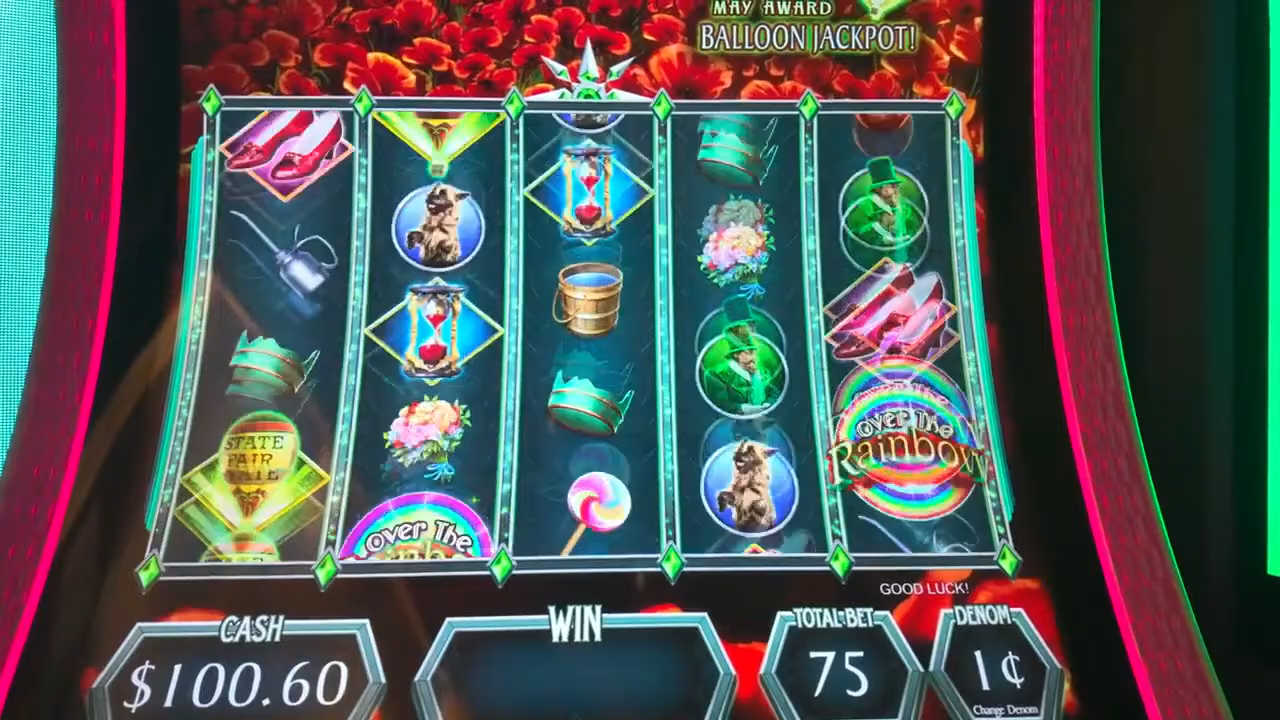 MAY AWARD
BALLOON JACKPOT!
STATE
FAIR
over The
Rainbow
over The
GOOD LUCK!
CASH
$100.60
WIN
TOTAL BET
75
DENOM
1¢
Change Denom